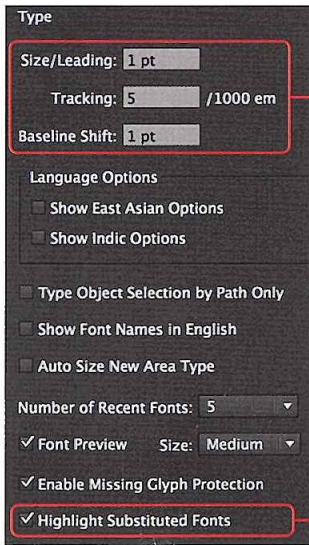 Type
Size/Leading: 1 pt
Tracking: 5 /1000 em
Baseline Shift: 1 pt
Language Options
Show East Asian Options
Show Indic Options
Type Object Selection by Path Only
Show Font Names in English
Auto Size New Area Type
Number of Recent Fonts: 5
Font Preview Size: Medium
Enable Missing Glyph Protection
Highlight Substituted Fonts